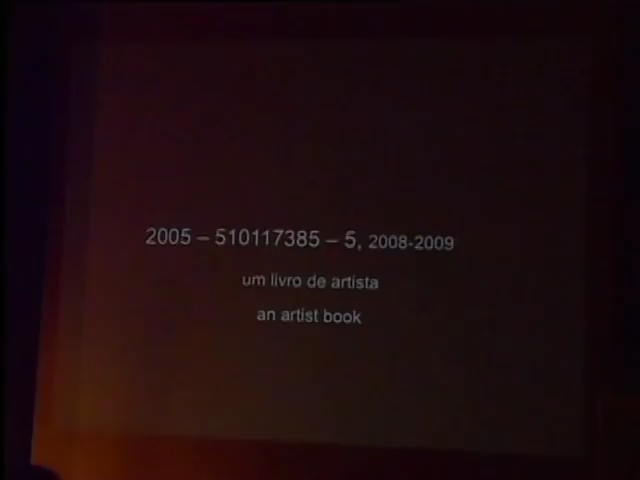 2005 – 510117385 – 5, 2008-2009
um livro de artista
an artist book